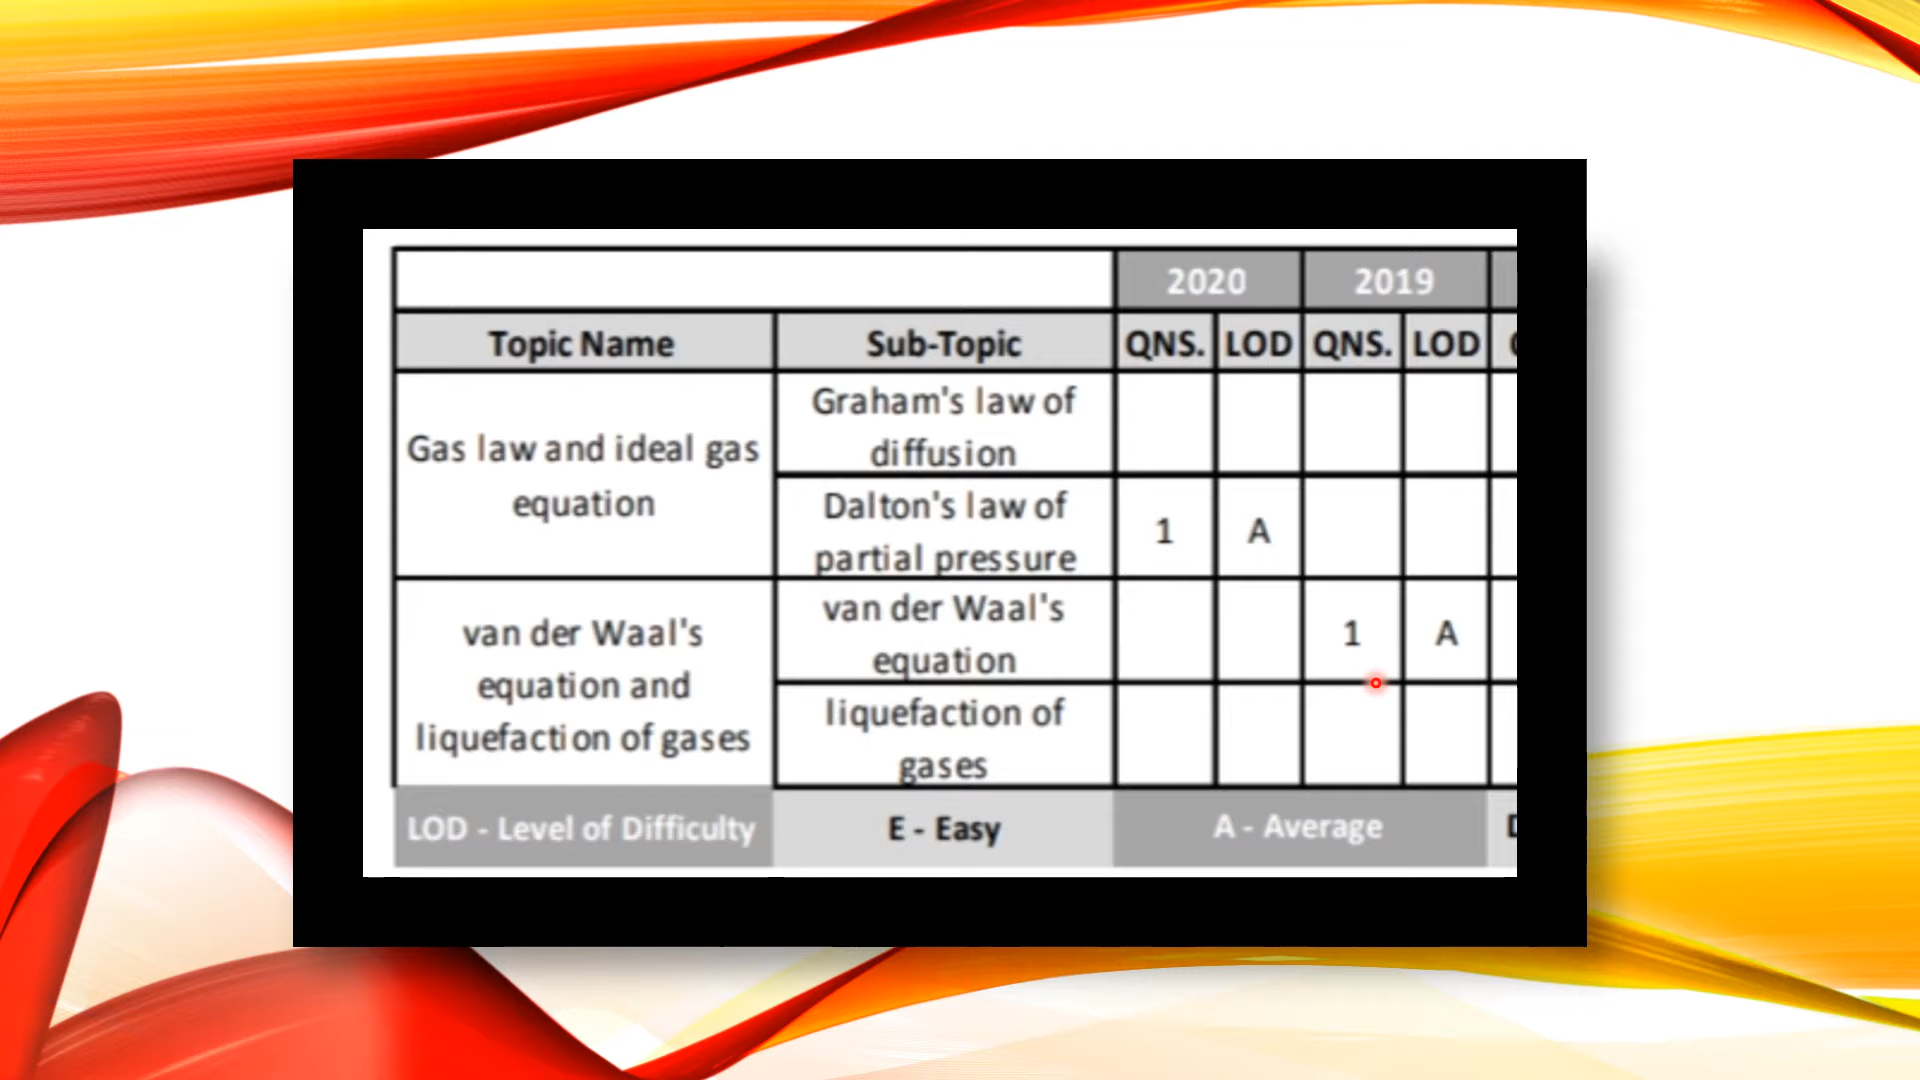 2020 2019
Topic Name Sub-Topic QNS. LOD QNS. LOD
Graham's law of
diffusion
Gas law and ideal gas
equation
Dalton's law of
partial pressure
1 A
van der Waal's
equation
1 A
van der Waal's
equation and
liquefaction of gases
liquefaction of
gases
LOD - Level of Difficulty E - Easy A - Average